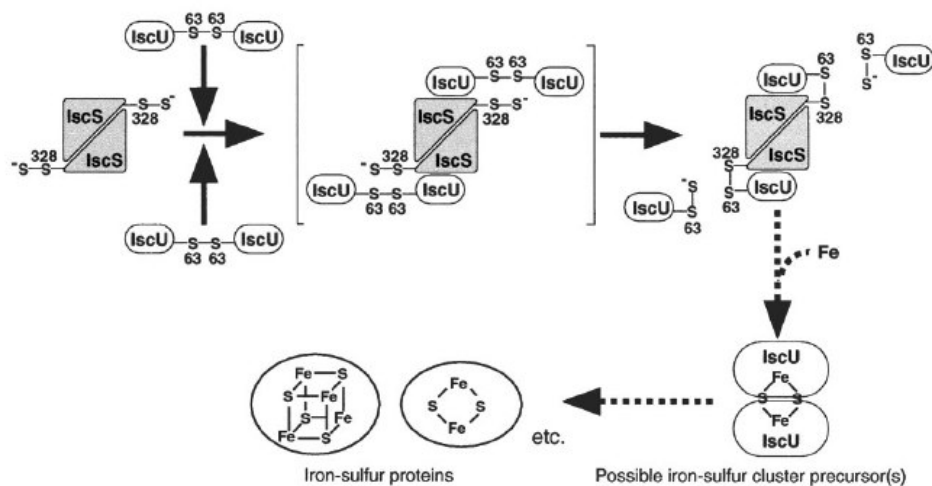 63 63
IscU S S IscU
63 63
IscU S S IscU
63
S IscU
S-
63
IscU S
S
328
IscS
IscS
S S-
328
IscS
IscS
328
-S S
IscS
IscS
S S-
328
328
-S S
328
S
S
63
IscU
IscU S S IscU
63 63
IscU S S IscU
63 63
-S
IscU S
63
Fe
IscU
Fe
S S
Fe
IscU
Fe S
S Fe
S Fe
Fe S
Fe
S S
Fe
etc.
Iron-sulfur proteins
Possible iron-sulfur cluster precursor(s)